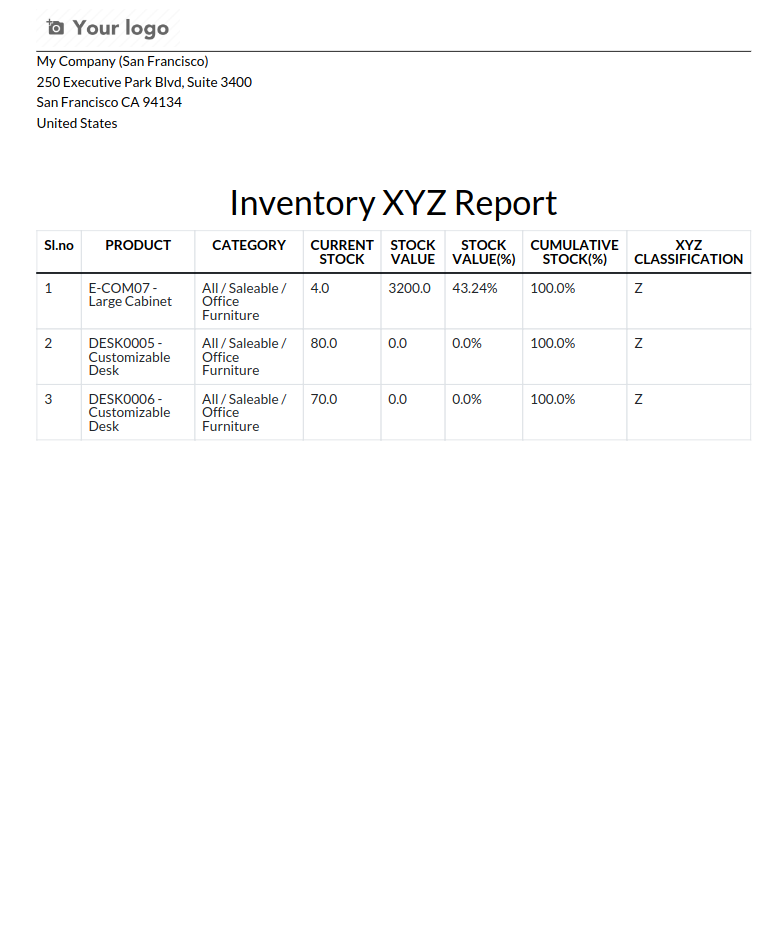 Your logo
My Company (San Francisco)
250 Executive Park Blvd, Suite 3400
San Francisco CA 94134
United States
Inventory XYZ Report
Sl.no PRODUCT CATEGORY CURRENT STOCK STOCK VALUE STOCK VALUE(%) CUMULATIVE STOCK(%) XYZ CLASSIFICATION
1 E-COM07 - Large Cabinet All / Saleable / Office Furniture 4.0 3200.0 43.24% 100.0% Z
2 DESK0005 - Customizable Desk All / Saleable / Office Furniture 80.0 0.0 0.0% 100.0% Z
3 DESK0006 - Customizable Desk All / Saleable / Office Furniture 70.0 0.0 0.0% 100.0% Z